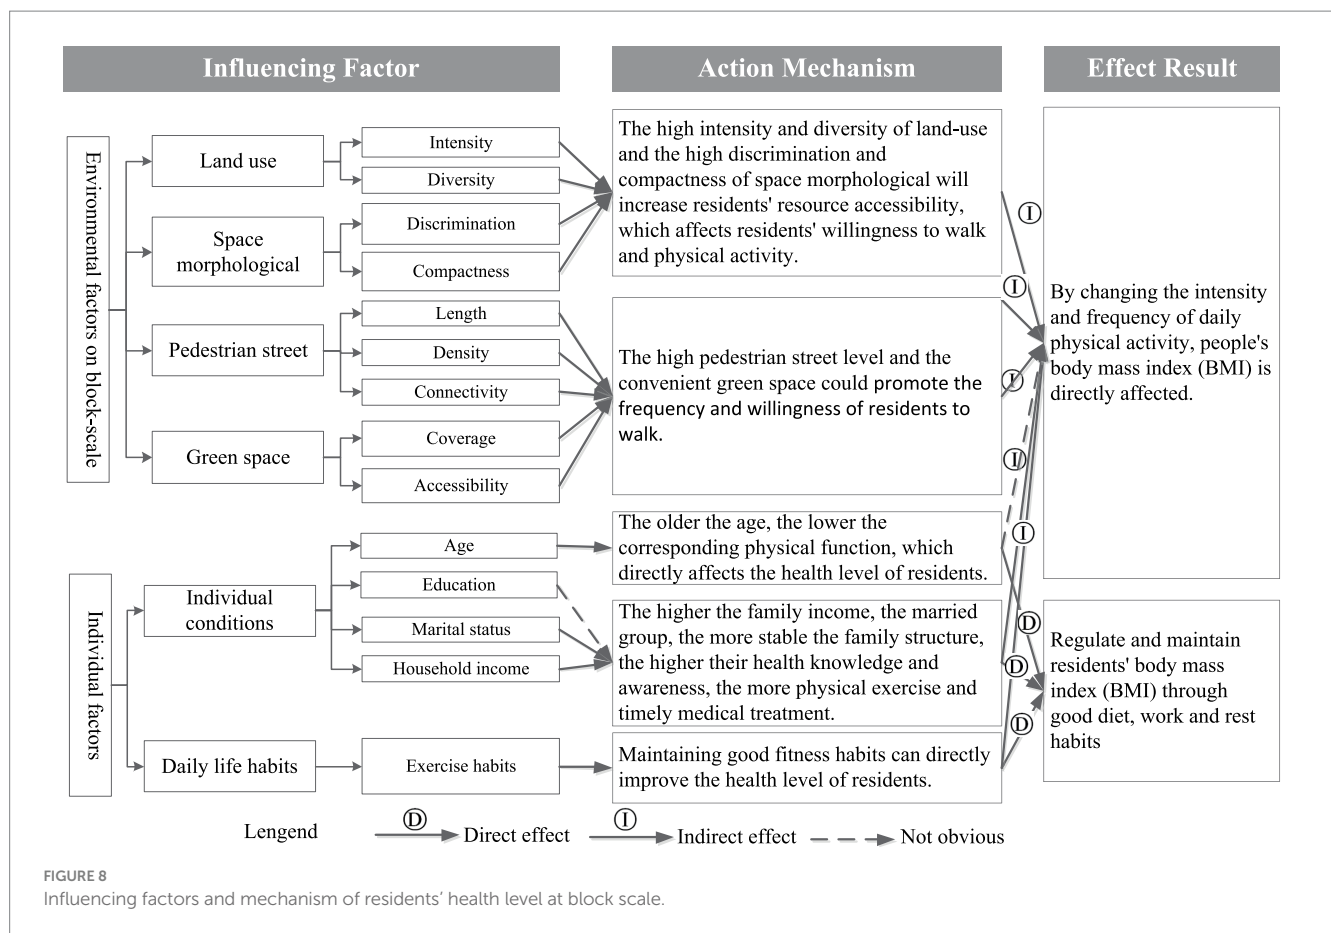 Influencing Factor
Action Mechanism
Effect Result
Environmental factors on block-scale
Land use
Intensity
Diversity
Space
morphological
Discrimination
Compactness
Pedestrian street
Length
Density
Connectivity
Green space
Coverage
Accessibility
Individual factors
Individual
conditions
Age
Education
Marital status
Household income
Daily life habits
Exercise habits
The high intensity and diversity of land-use
and the high discrimination and
compactness of space morphological will
increase residents' resource accessibility,
which affects residents' willingness to walk
and physical activity.
The high pedestrian street level and the
convenient green space could promote the
frequency and willingness of residents to
walk.
The older the age, the lower the
corresponding physical function, which
directly affects the health level of residents.
The higher the family income, the married
group, the more stable the family structure,
the higher their health knowledge and
awareness, the more physical exercise and
timely medical treatment.
Maintaining good fitness habits can directly
improve the health level of residents.
I
I
I
I
I
D
D
D
By changing the intensity
and frequency of daily
physical activity, people's
body mass index (BMI) is
directly affected.
Regulate and maintain
residents' body mass
index (BMI) through
good diet, work and rest
habits
Lengend
D
Direct effect
I
Indirect effect
Not obvious
FIGURE 8
Influencing factors and mechanism of residents' health level at block scale.